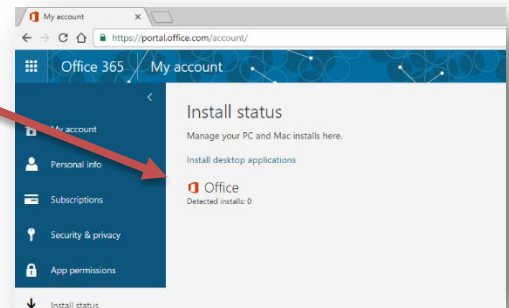 My account
https://portal.office.com/account/
Office 365
My account
My account
Personal info
Subscriptions
Security & privacy
App permissions
Install status
Install status
Manage your PC and Mac installs here.
Install desktop applications
Office
Detected installs: 0